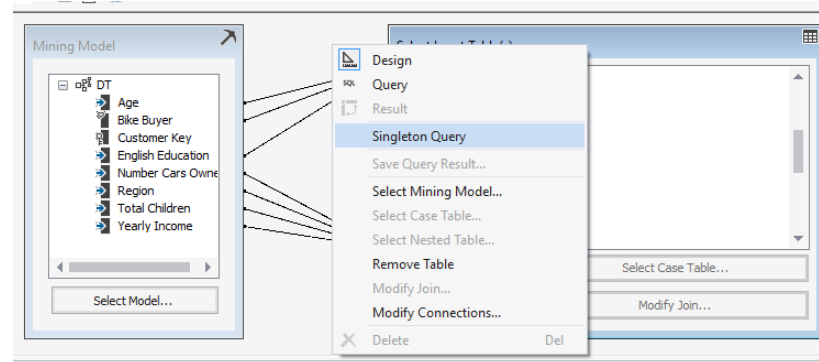 Mining Model
DT
Age
Bike Buyer
Customer Key
English Education
Number Cars Owne
Region
Total Children
Yearly Income
Select Model...
Design
SQL Query
Result
Singleton Query
Save Query Result...
Select Mining Model...
Select Case Table...
Select Nested Table...
Remove Table
Modify Join...
Modify Connections...
Delete Del
Select Case Table...
Modify Join...